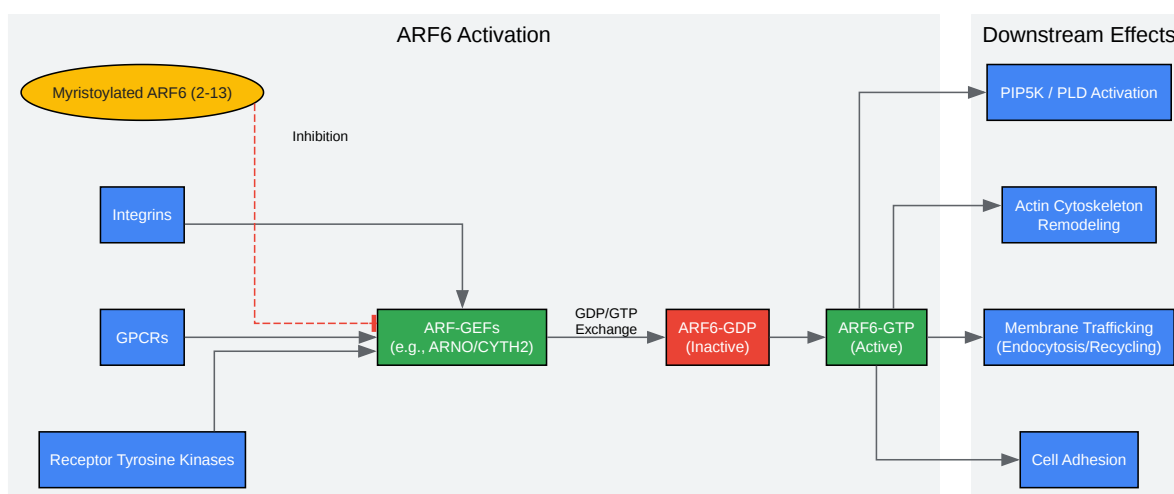 ARF6 Activation
Downstream Effects
Myristoylated ARF6 (2-13)
PIP5K / PLD Activation
Inhibition
Integrins
Actin Cytoskeleton
Remodeling
GPCRs
ARF-GEFs
(e.g., ARNO/CYTH2)
GDP/GTP
Exchange
ARF6-GDP
(Inactive)
ARF6-GTP
(Active)
Membrane Trafficking
(Endocytosis/Recycling)
Receptor Tyrosine Kinases
Cell Adhesion